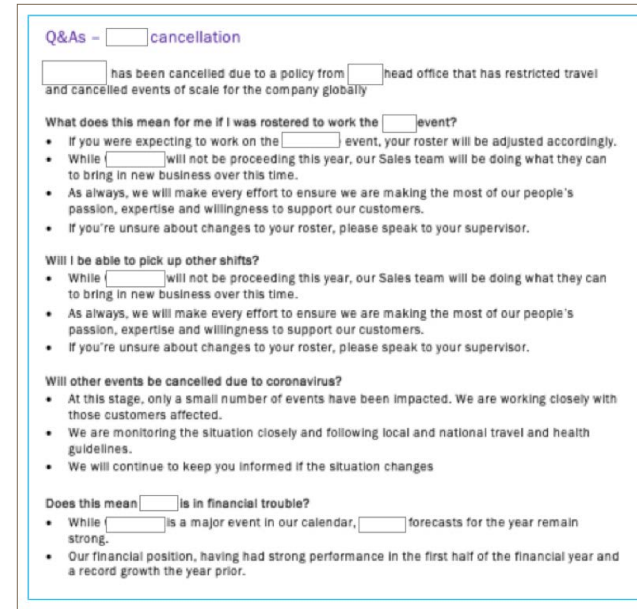 Q&As – cancellation
has been cancelled due to a policy from head office that has restricted travel
and cancelled events of scale for the company globally
What does this mean for me if I was rostered to work the event?
• If you were expecting to work on the event, your roster will be adjusted accordingly.
• While will not be proceeding this year, our Sales team will be doing what they can
to bring in new business over this time.
• As always, we will make every effort to ensure we are making the most of our people's
passion, expertise and willingness to support our customers.
• If you're unsure about changes to your roster, please speak to your supervisor.
Will I be able to pick up other shifts?
• While will not be proceeding this year, our Sales team will be doing what they can
to bring in new business over this time.
• As always, we will make every effort to ensure we are making the most of our people's
passion, expertise and willingness to support our customers.
• If you're unsure about changes to your roster, please speak to your supervisor.
Will other events be cancelled due to coronavirus?
• At this stage, only a small number of events have been impacted. We are working closely with
those customers affected.
• We are monitoring the situation closely and following local and national travel and health
guidelines.
• We will continue to keep you informed if the situation changes
Does this mean is in financial trouble?
• While is a major event in our calendar, forecasts for the year remain
strong.
• Our financial position, having had strong performance in the first half of the financial year and
a record growth the year prior.